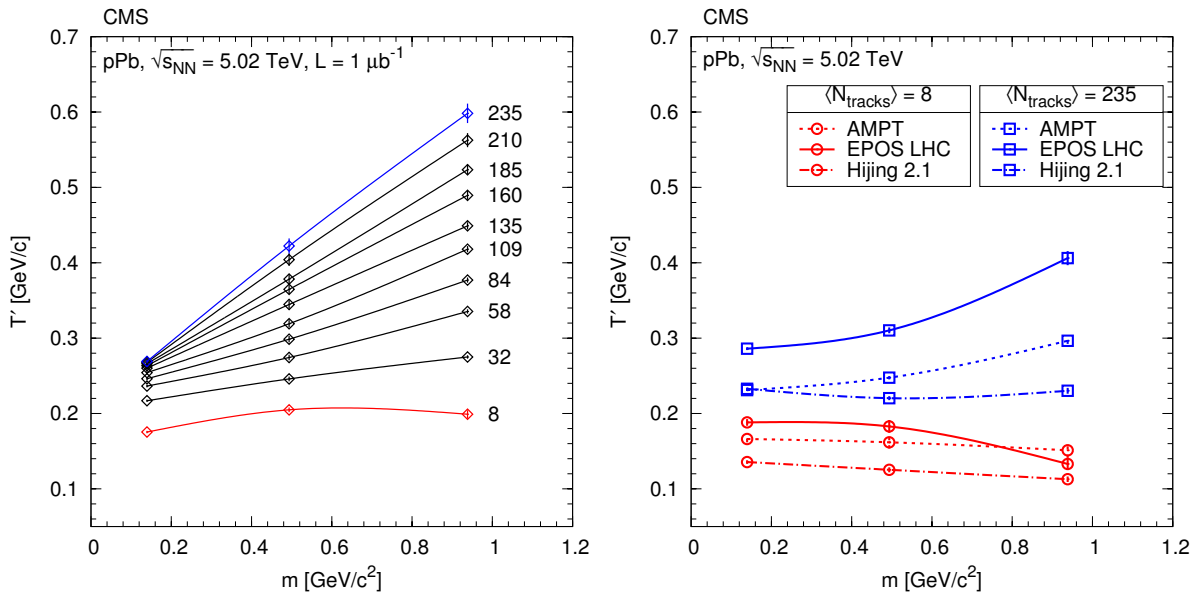 CMS
pPb, √sNN = 5.02 TeV, L = 1 μb-1
0.7
0.6
0.5
0.4
0.3
0.2
0.1
T′ [GeV/c]
235
210
185
160
135
109
84
58
32
8
0 0.2 0.4 0.6 0.8 1 1.2
m [GeV/c2]
CMS
pPb, √sNN = 5.02 TeV
⟨Ntracks⟩ = 8
AMPT
EPOS LHC
Hijing 2.1
⟨Ntracks⟩ = 235
AMPT
EPOS LHC
Hijing 2.1
0.7
0.6
0.5
0.4
0.3
0.2
0.1
T′ [GeV/c]
0 0.2 0.4 0.6 0.8 1 1.2
m [GeV/c2]